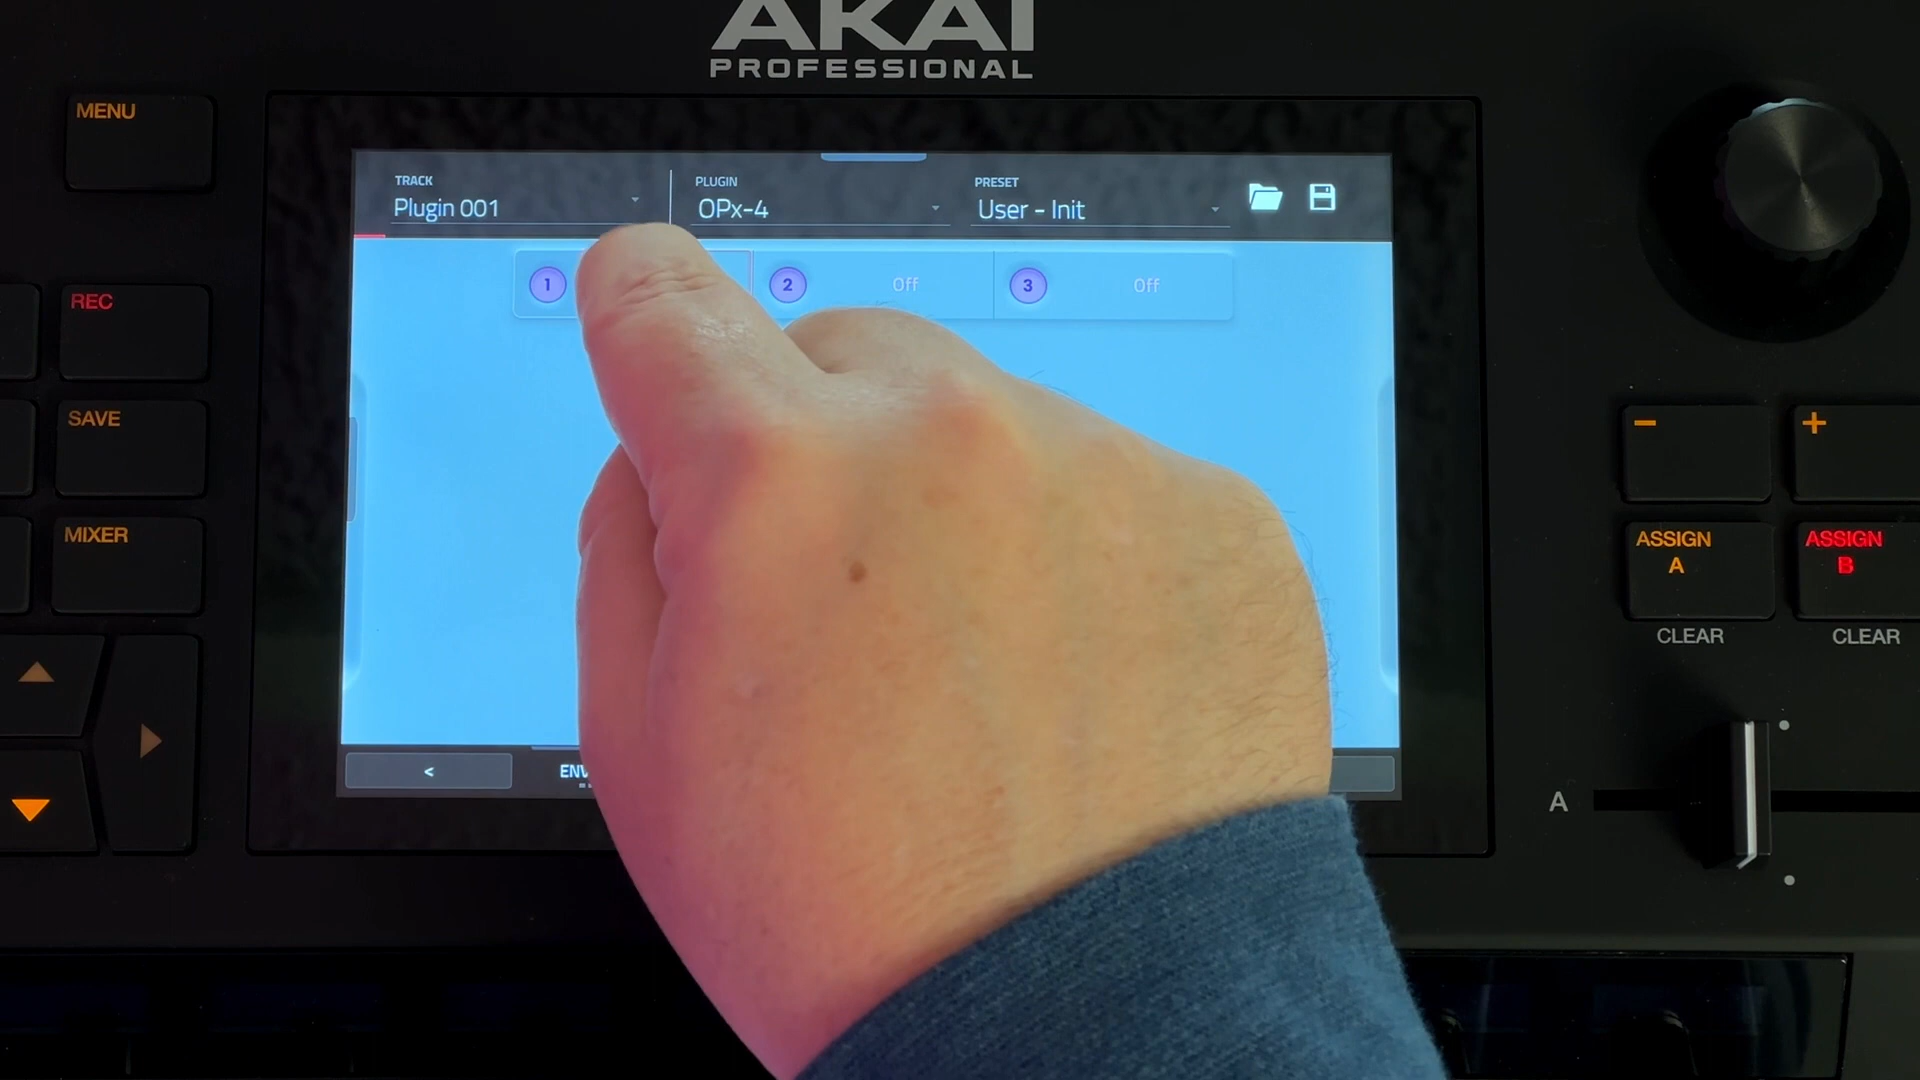 AKAI
PROFESSIONAL
MENU
TRACK
Plugin 001
PLUGIN
OPx-4
PRESET
User - Init
1
2
Off
3
Off
REC
SAVE
MIXER
<
−
+
ASSIGN
A
ASSIGN
B
CLEAR
CLEAR
A